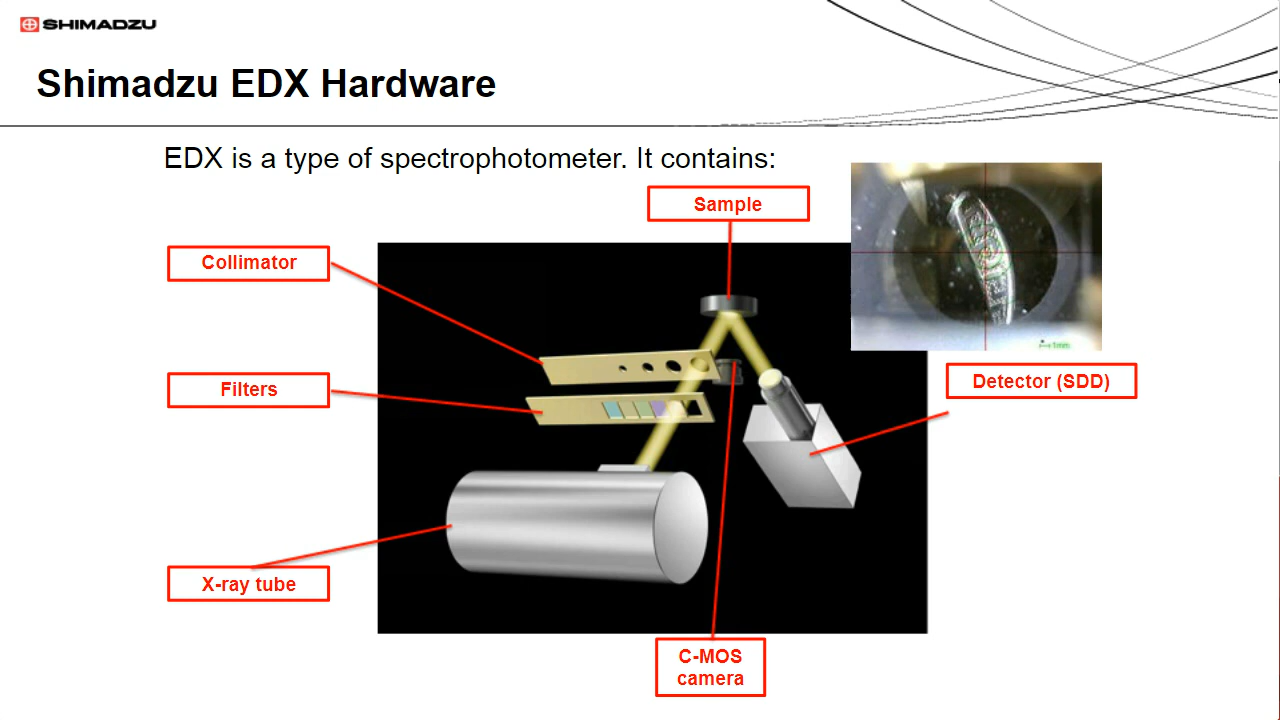 SHIMADZU
Shimadzu EDX Hardware
EDX is a type of spectrophotometer. It contains:
Sample
Collimator
Filters
Detector (SDD)
X-ray tube
C-MOS
camera
1mm